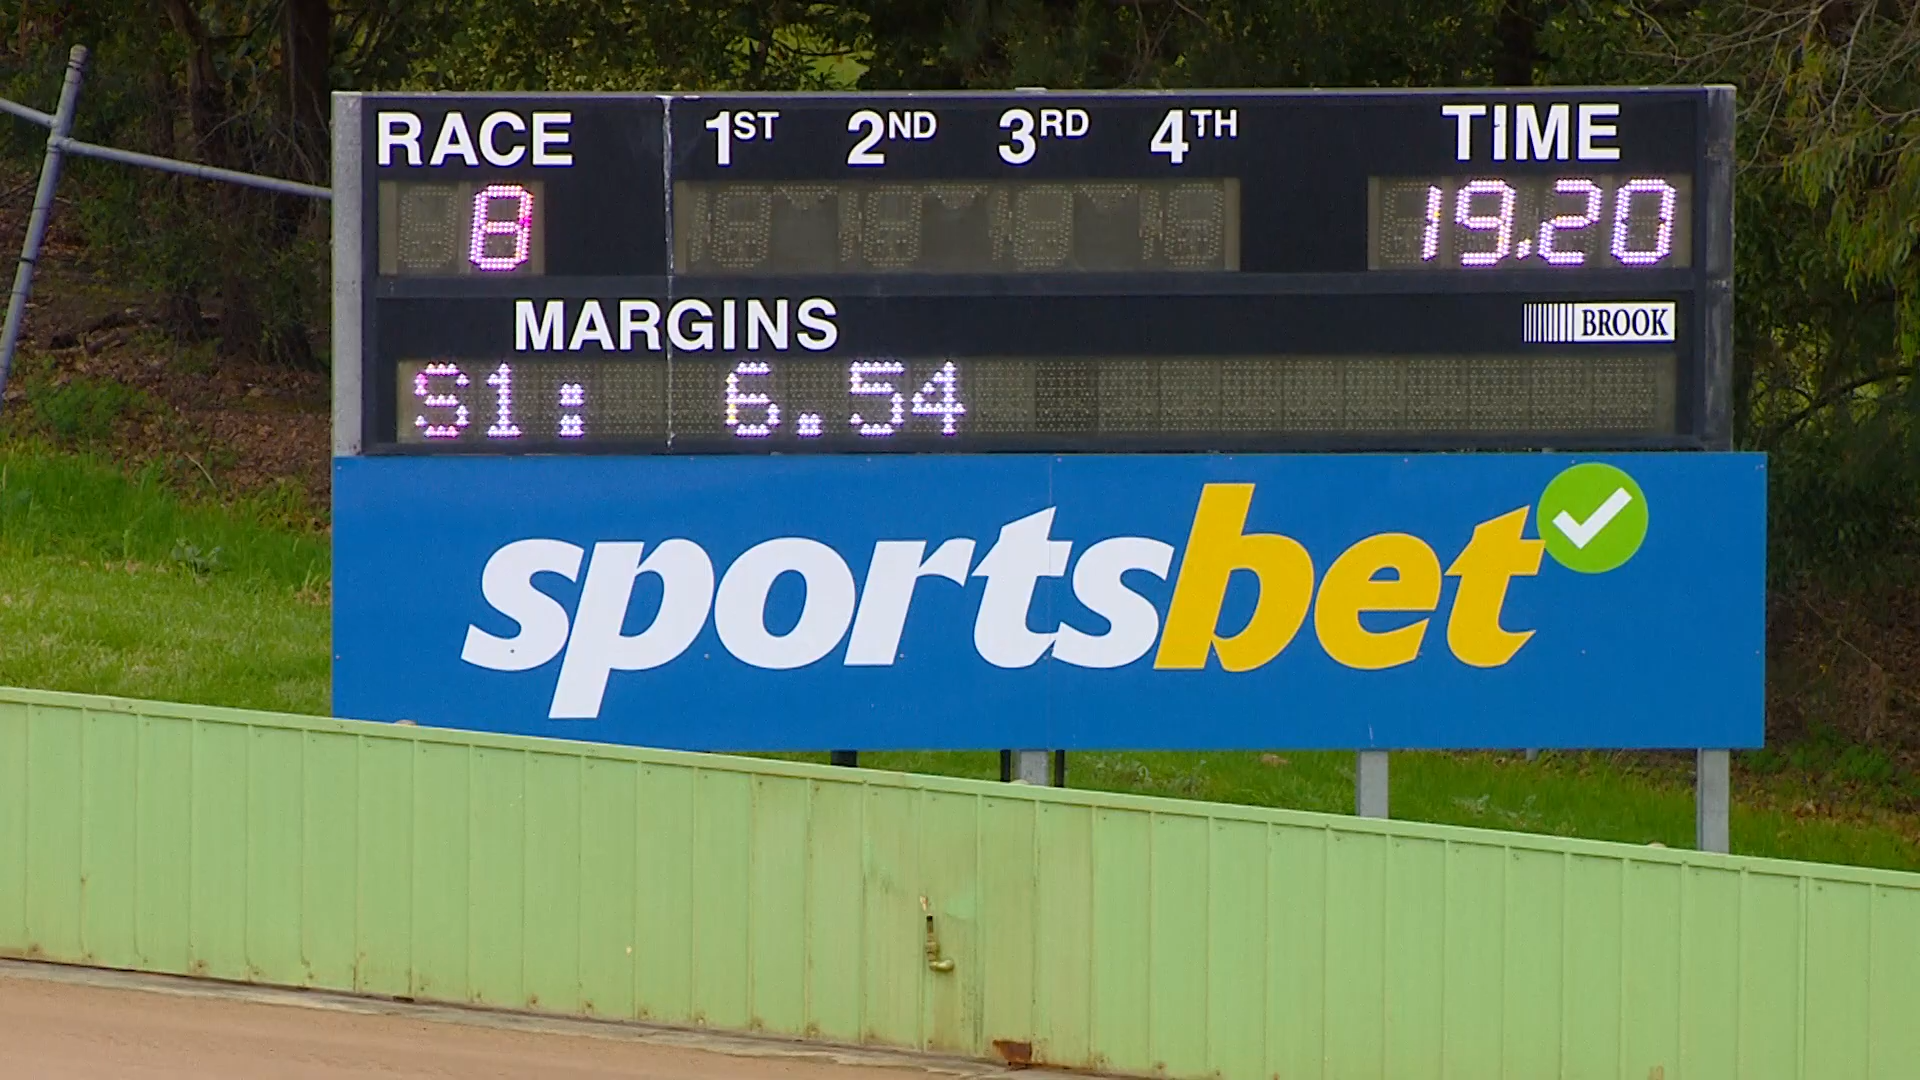 RACE 1ST 2ND 3RD 4TH TIME
8 19.20
MARGINS BROOK
S1: 6.54
sportsbet